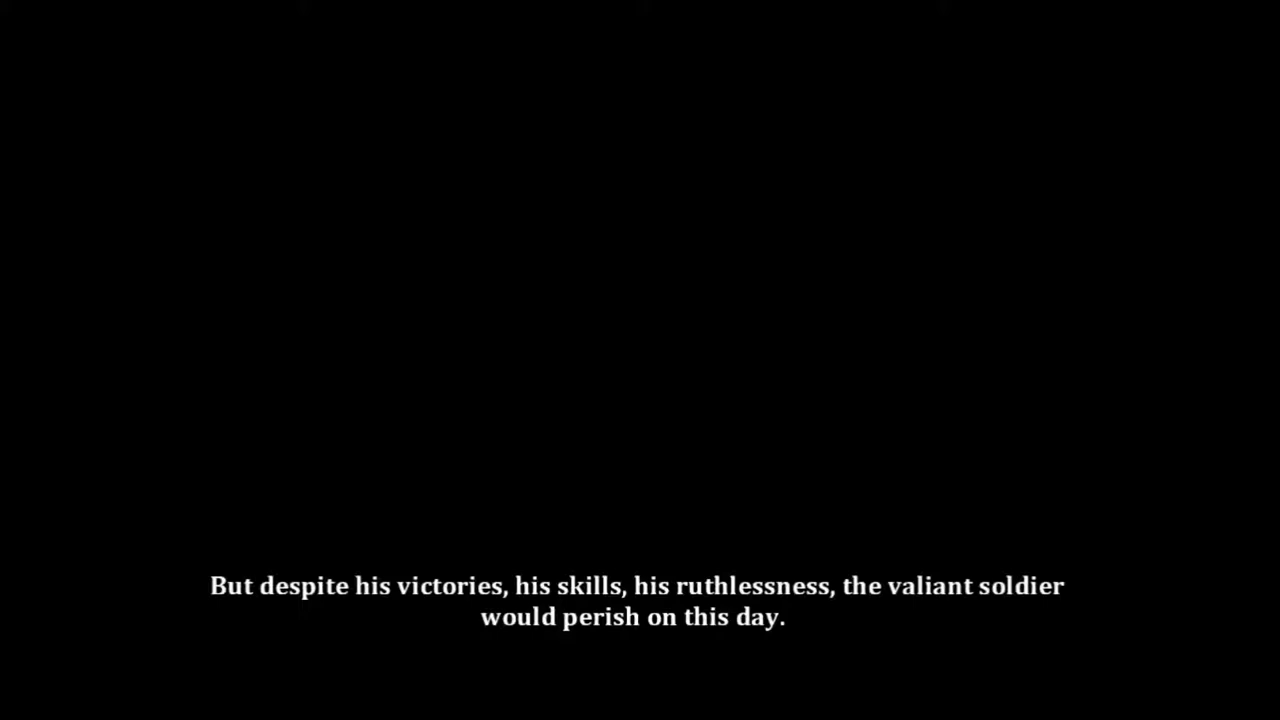 But despite his victories, his skills, his ruthlessness, the valiant soldier
would perish on this day.